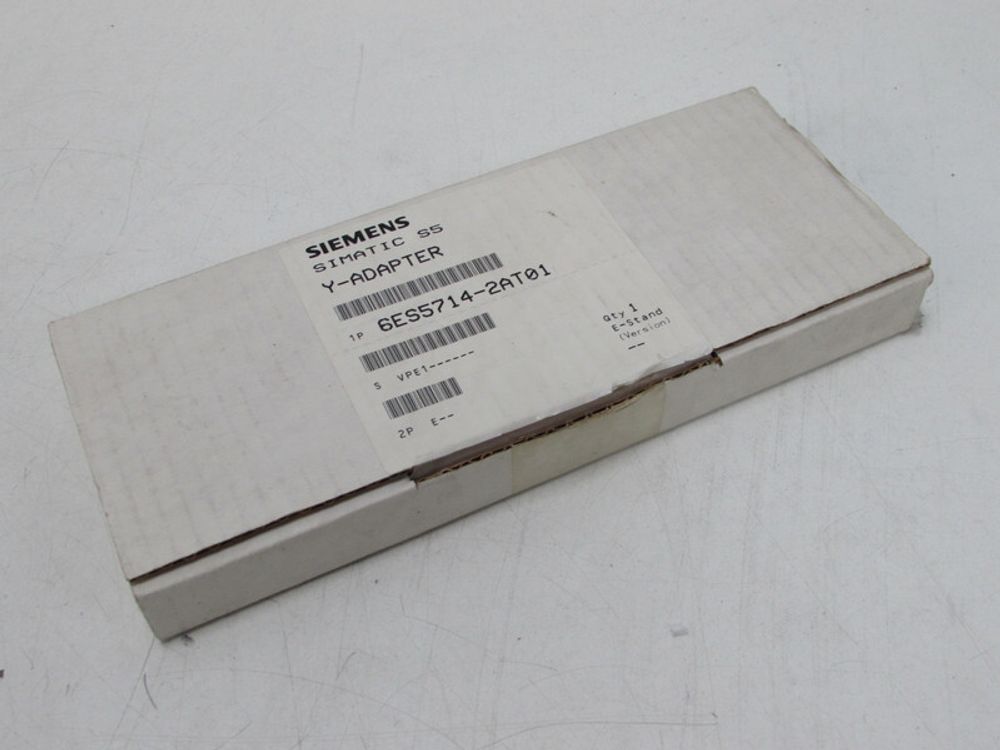 SIEMENS
SIMATIC S5
Y-ADAPTER
1P 6ES5714-2AT01
S VPE1------
2P E--
Qty 1
E-Stand
(Version)
--